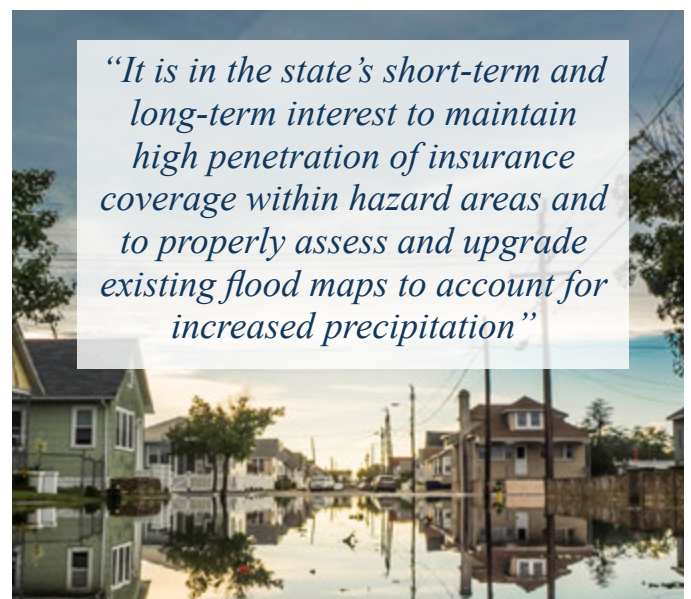 “It is in the state’s short-term and
long-term interest to maintain
high penetration of insurance
coverage within hazard areas and
to properly assess and upgrade
existing flood maps to account for
increased precipitation”